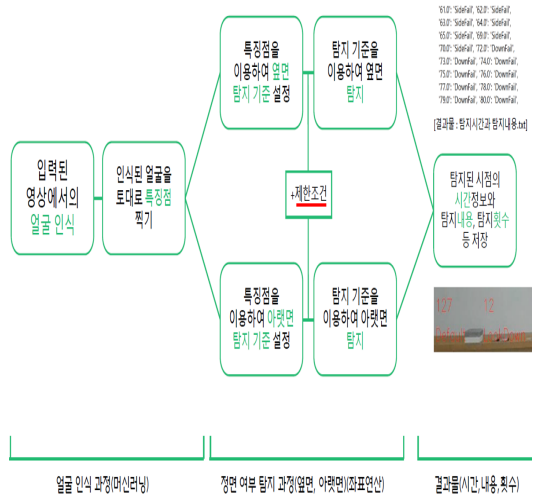 입력된
영상에서의
얼굴 인식
인식된 얼굴을
토대로 특징점
찍기
특징점을
이용하여 옆면
탐지 기준 설정
탐지 기준을
이용하여 옆면
탐지
+제한조건
특징점을
이용하여 아랫면
탐지 기준 설정
탐지 기준을
이용하여 아랫면
탐지
'61.0': 'SideFail', '62.0': 'SideFail',
'63.0': 'SideFail', '64.0': 'SideFail',
'65.0': 'SideFail', '69.0': 'SideFail',
'70.0': 'SideFail', '72.0': 'DownFail',
'73.0': 'DownFail', '74.0': 'DownFail',
'75.0': 'DownFail', '76.0': 'DownFail',
'77.0': 'DownFail', '78.0': 'DownFail',
'79.0': 'DownFail', '80.0': 'DownFail',
[결과물 : 탐지시간과 탐지내용.txt]
탐지된 시점의
시간정보와
탐지내용, 탐지횟수
등 저장
127 12
얼굴 인식 과정(머신러닝)
정면 여부 탐지 과정(옆면, 아랫면)(좌표연산)
결과물(시간, 내용, 횟수)